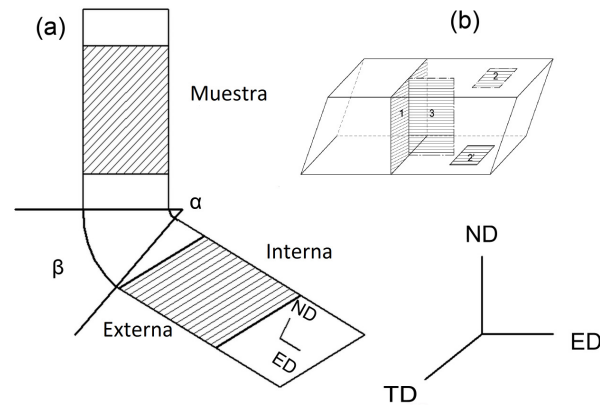 (a)
(b)
Muestra
2
1
3
2'
α
Interna
β
Externa
ND
ED
ND
ED
TD